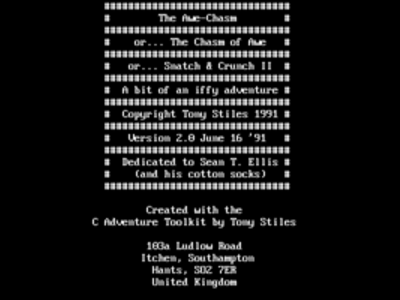 ################################
# The Awe-Chasm #
################################
# or... The Chasm of Awe #
################################
# or... Smatch & Crunch II #
################################
# A bit of an iffy adventure #
################################
# Copyright Tony Stiles 1991 #
################################
# Version 2.0 June 16 '91 #
################################
# Dedicated to Sean T. Ellis #
# (and his cotton socks) #
################################
Created with the
C Adventure Toolkit by Tony Stiles
103a Ludlow Road
Itchen, Southampton
Hants, SO2 7ER
United Kingdom